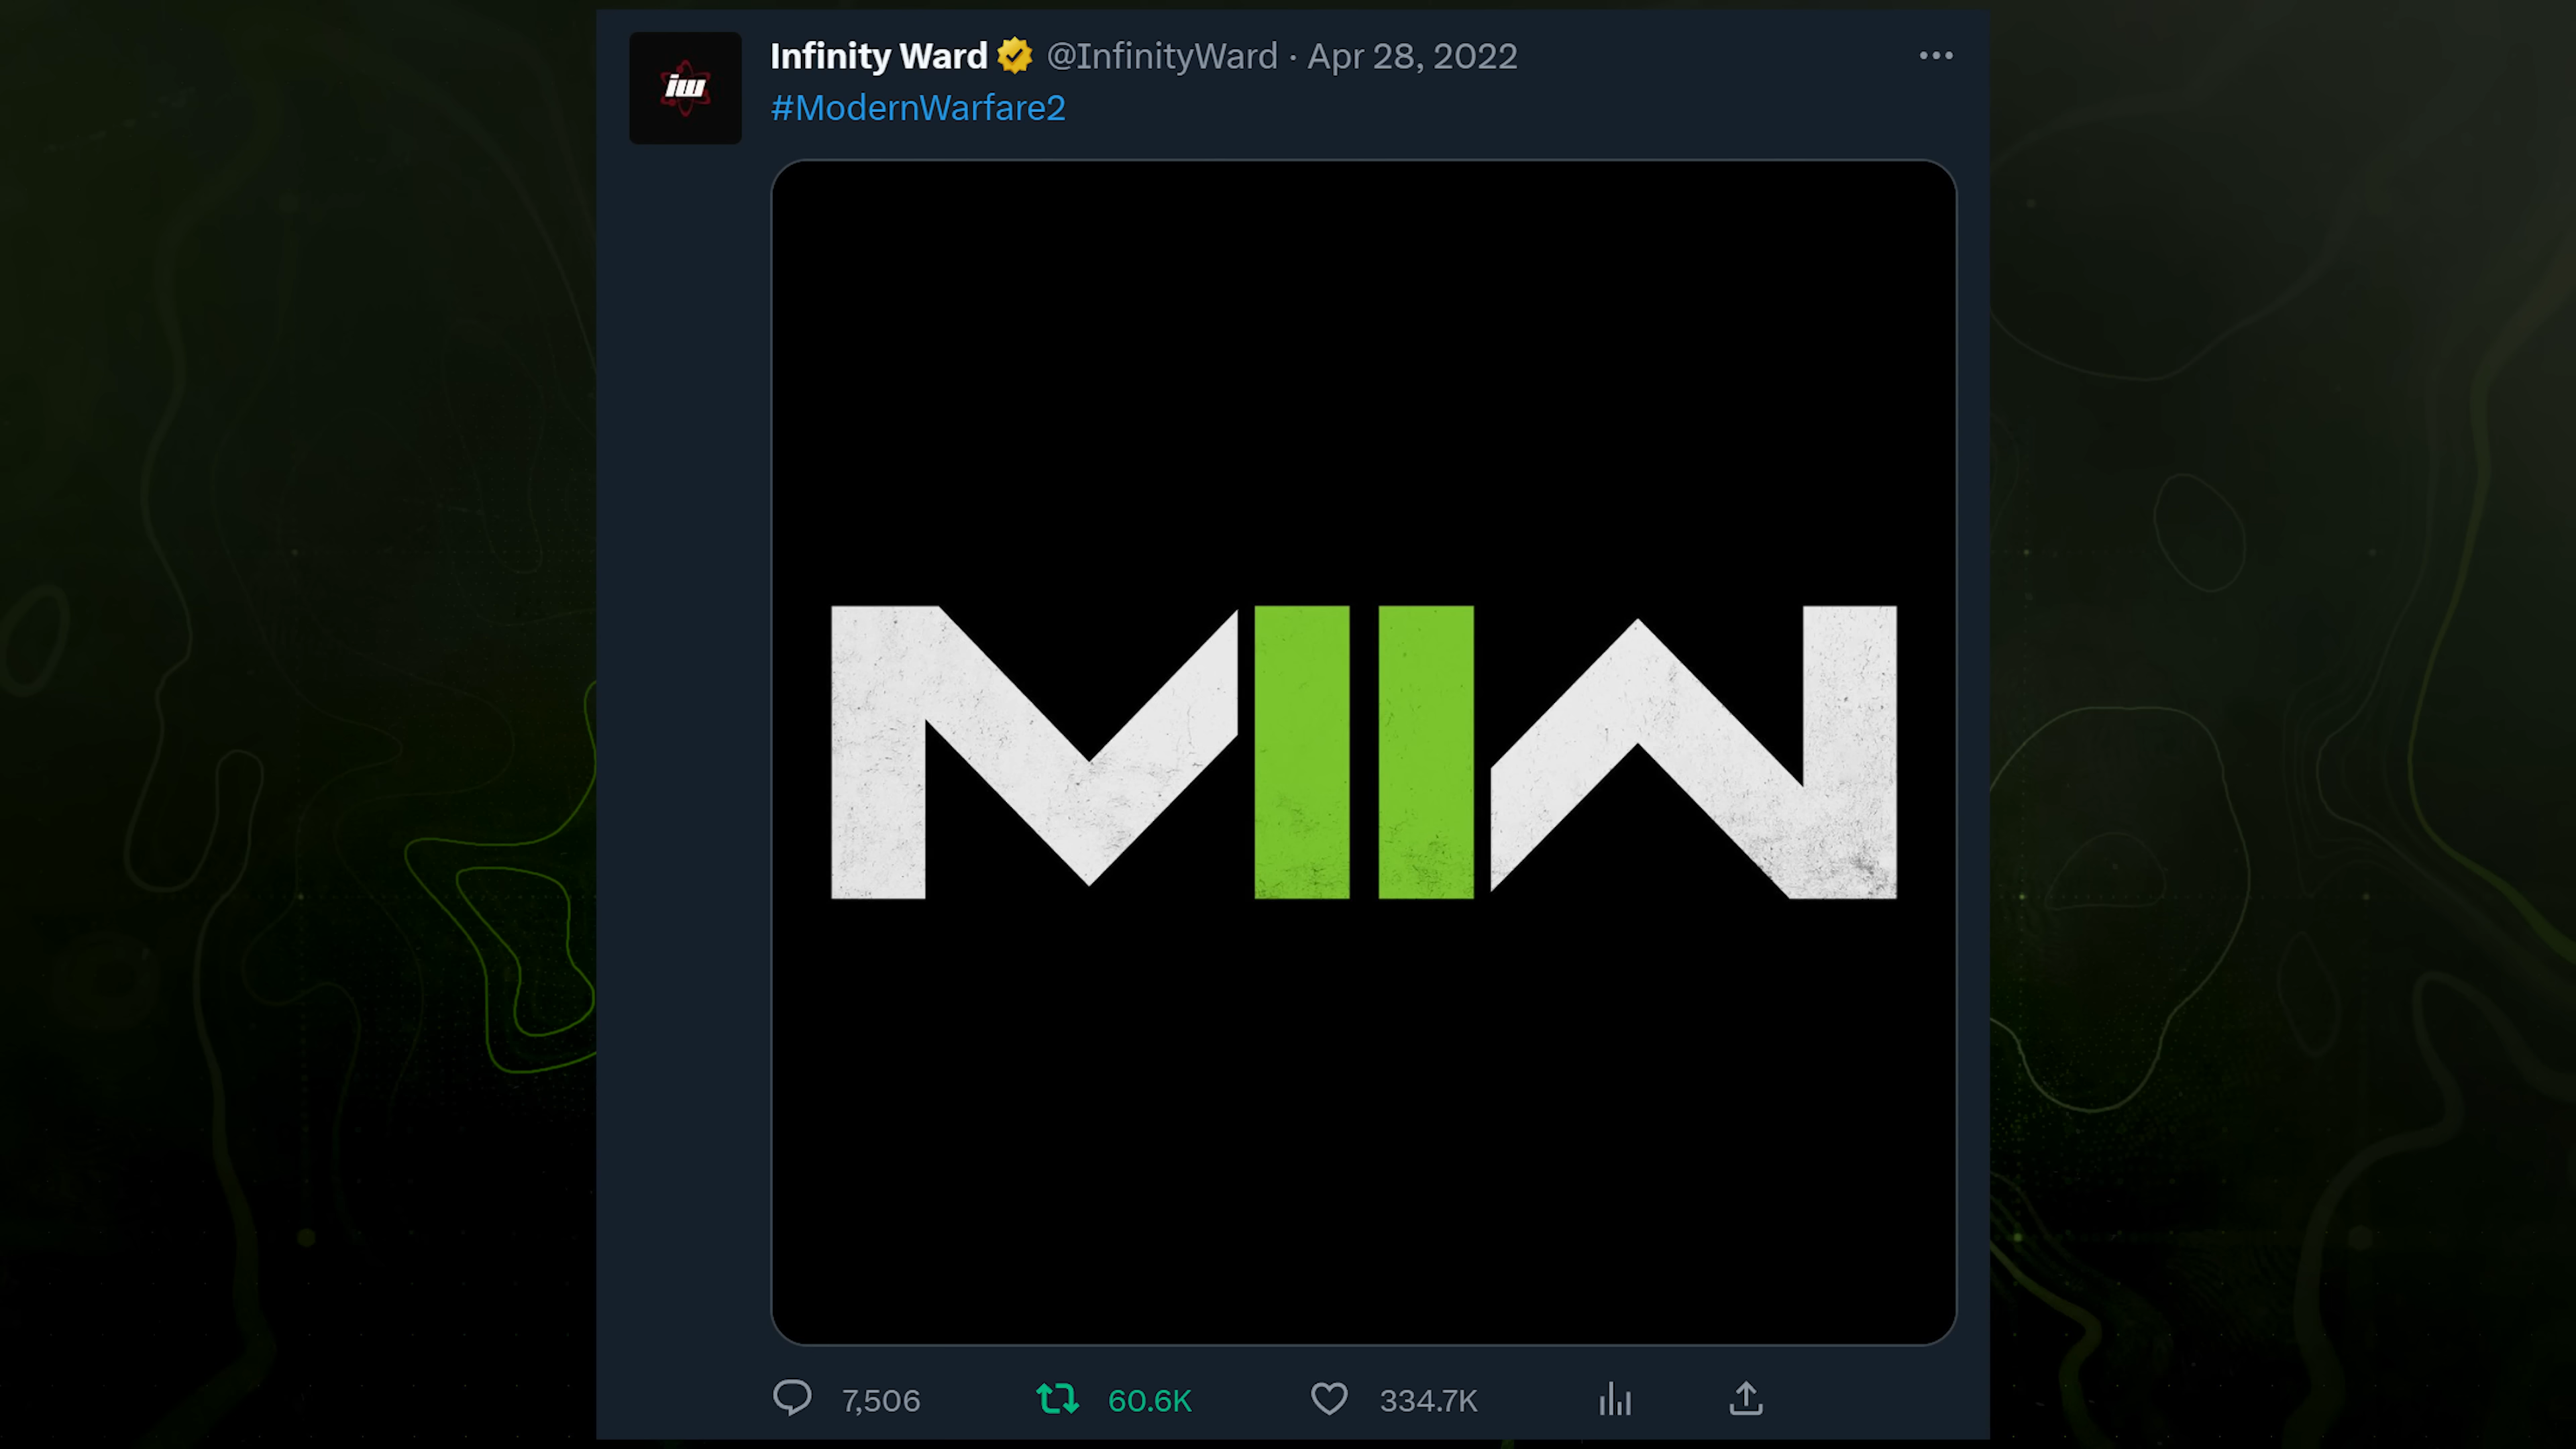 iw
Infinity Ward @InfinityWard · Apr 28, 2022
#ModernWarfare2
MIIW
7,506 60.6K 334.7K